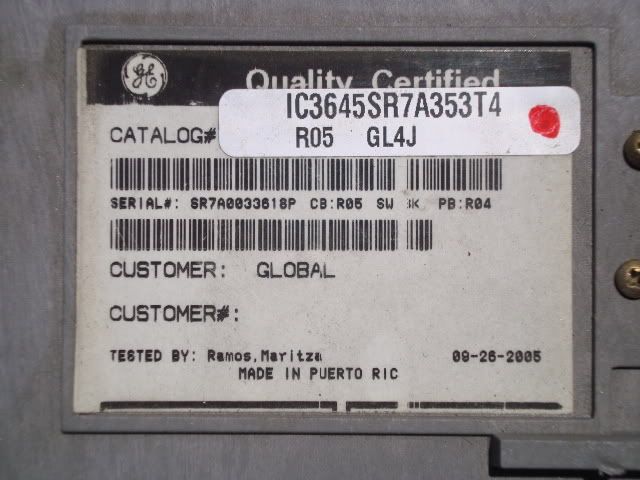 GE
Quality Certified
IC3645SR7A353T4
CATALOG# R05 GL4J
SERIAL#: SR7A0033618P CB:R05 SW 3K PB:R04
CUSTOMER: GLOBAL
CUSTOMER#:
TESTED BY: Ramos,Maritza 09-26-2005
MADE IN PUERTO RIC